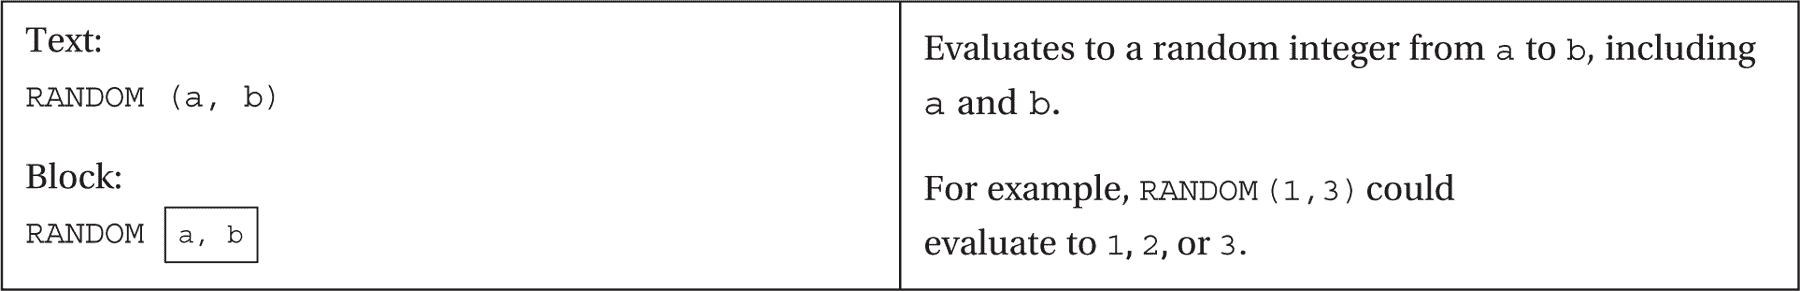 Text:
RANDOM (a, b)
Block:
RANDOM a, b
Evaluates to a random integer from a to b, including
a and b.
For example, RANDOM(1,3) could
evaluate to 1, 2, or 3.